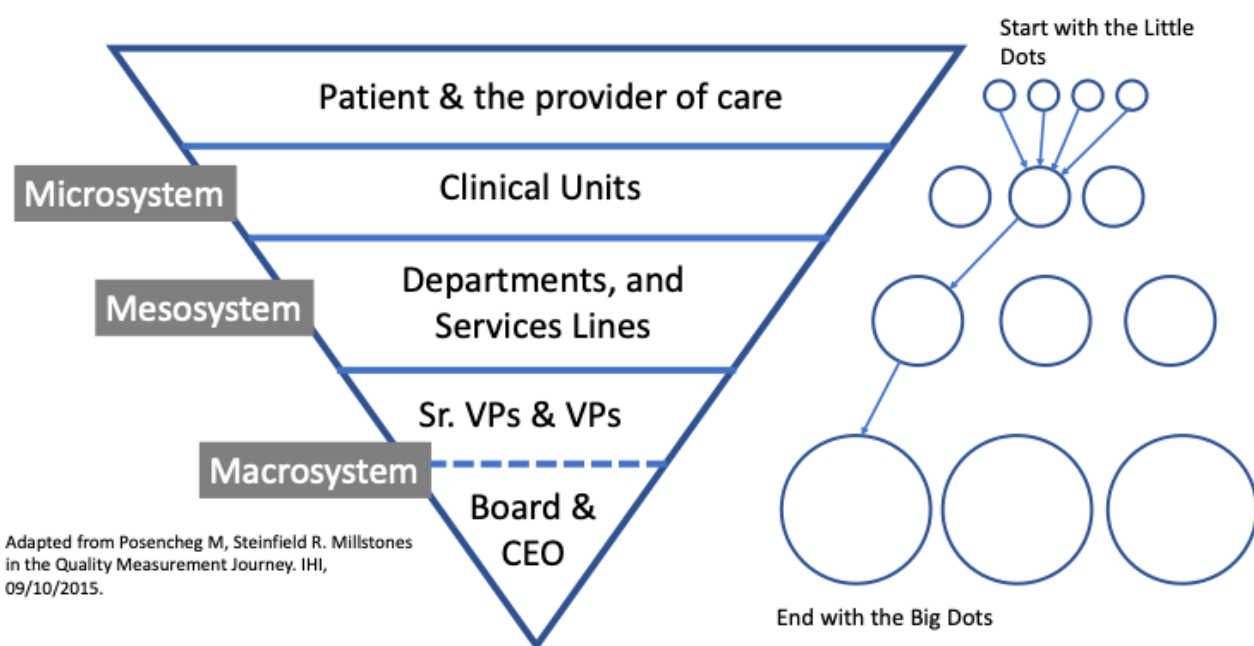 Start with the Little
Dots
Patient & the provider of care
Microsystem
Clinical Units
Mesosystem
Departments, and
Services Lines
Sr. VPs & VPs
Macrosystem
Board &
CEO
Adapted from Posencheg M, Steinfield R. Millstones
in the Quality Measurement Journey. IHI,
09/10/2015.
End with the Big Dots